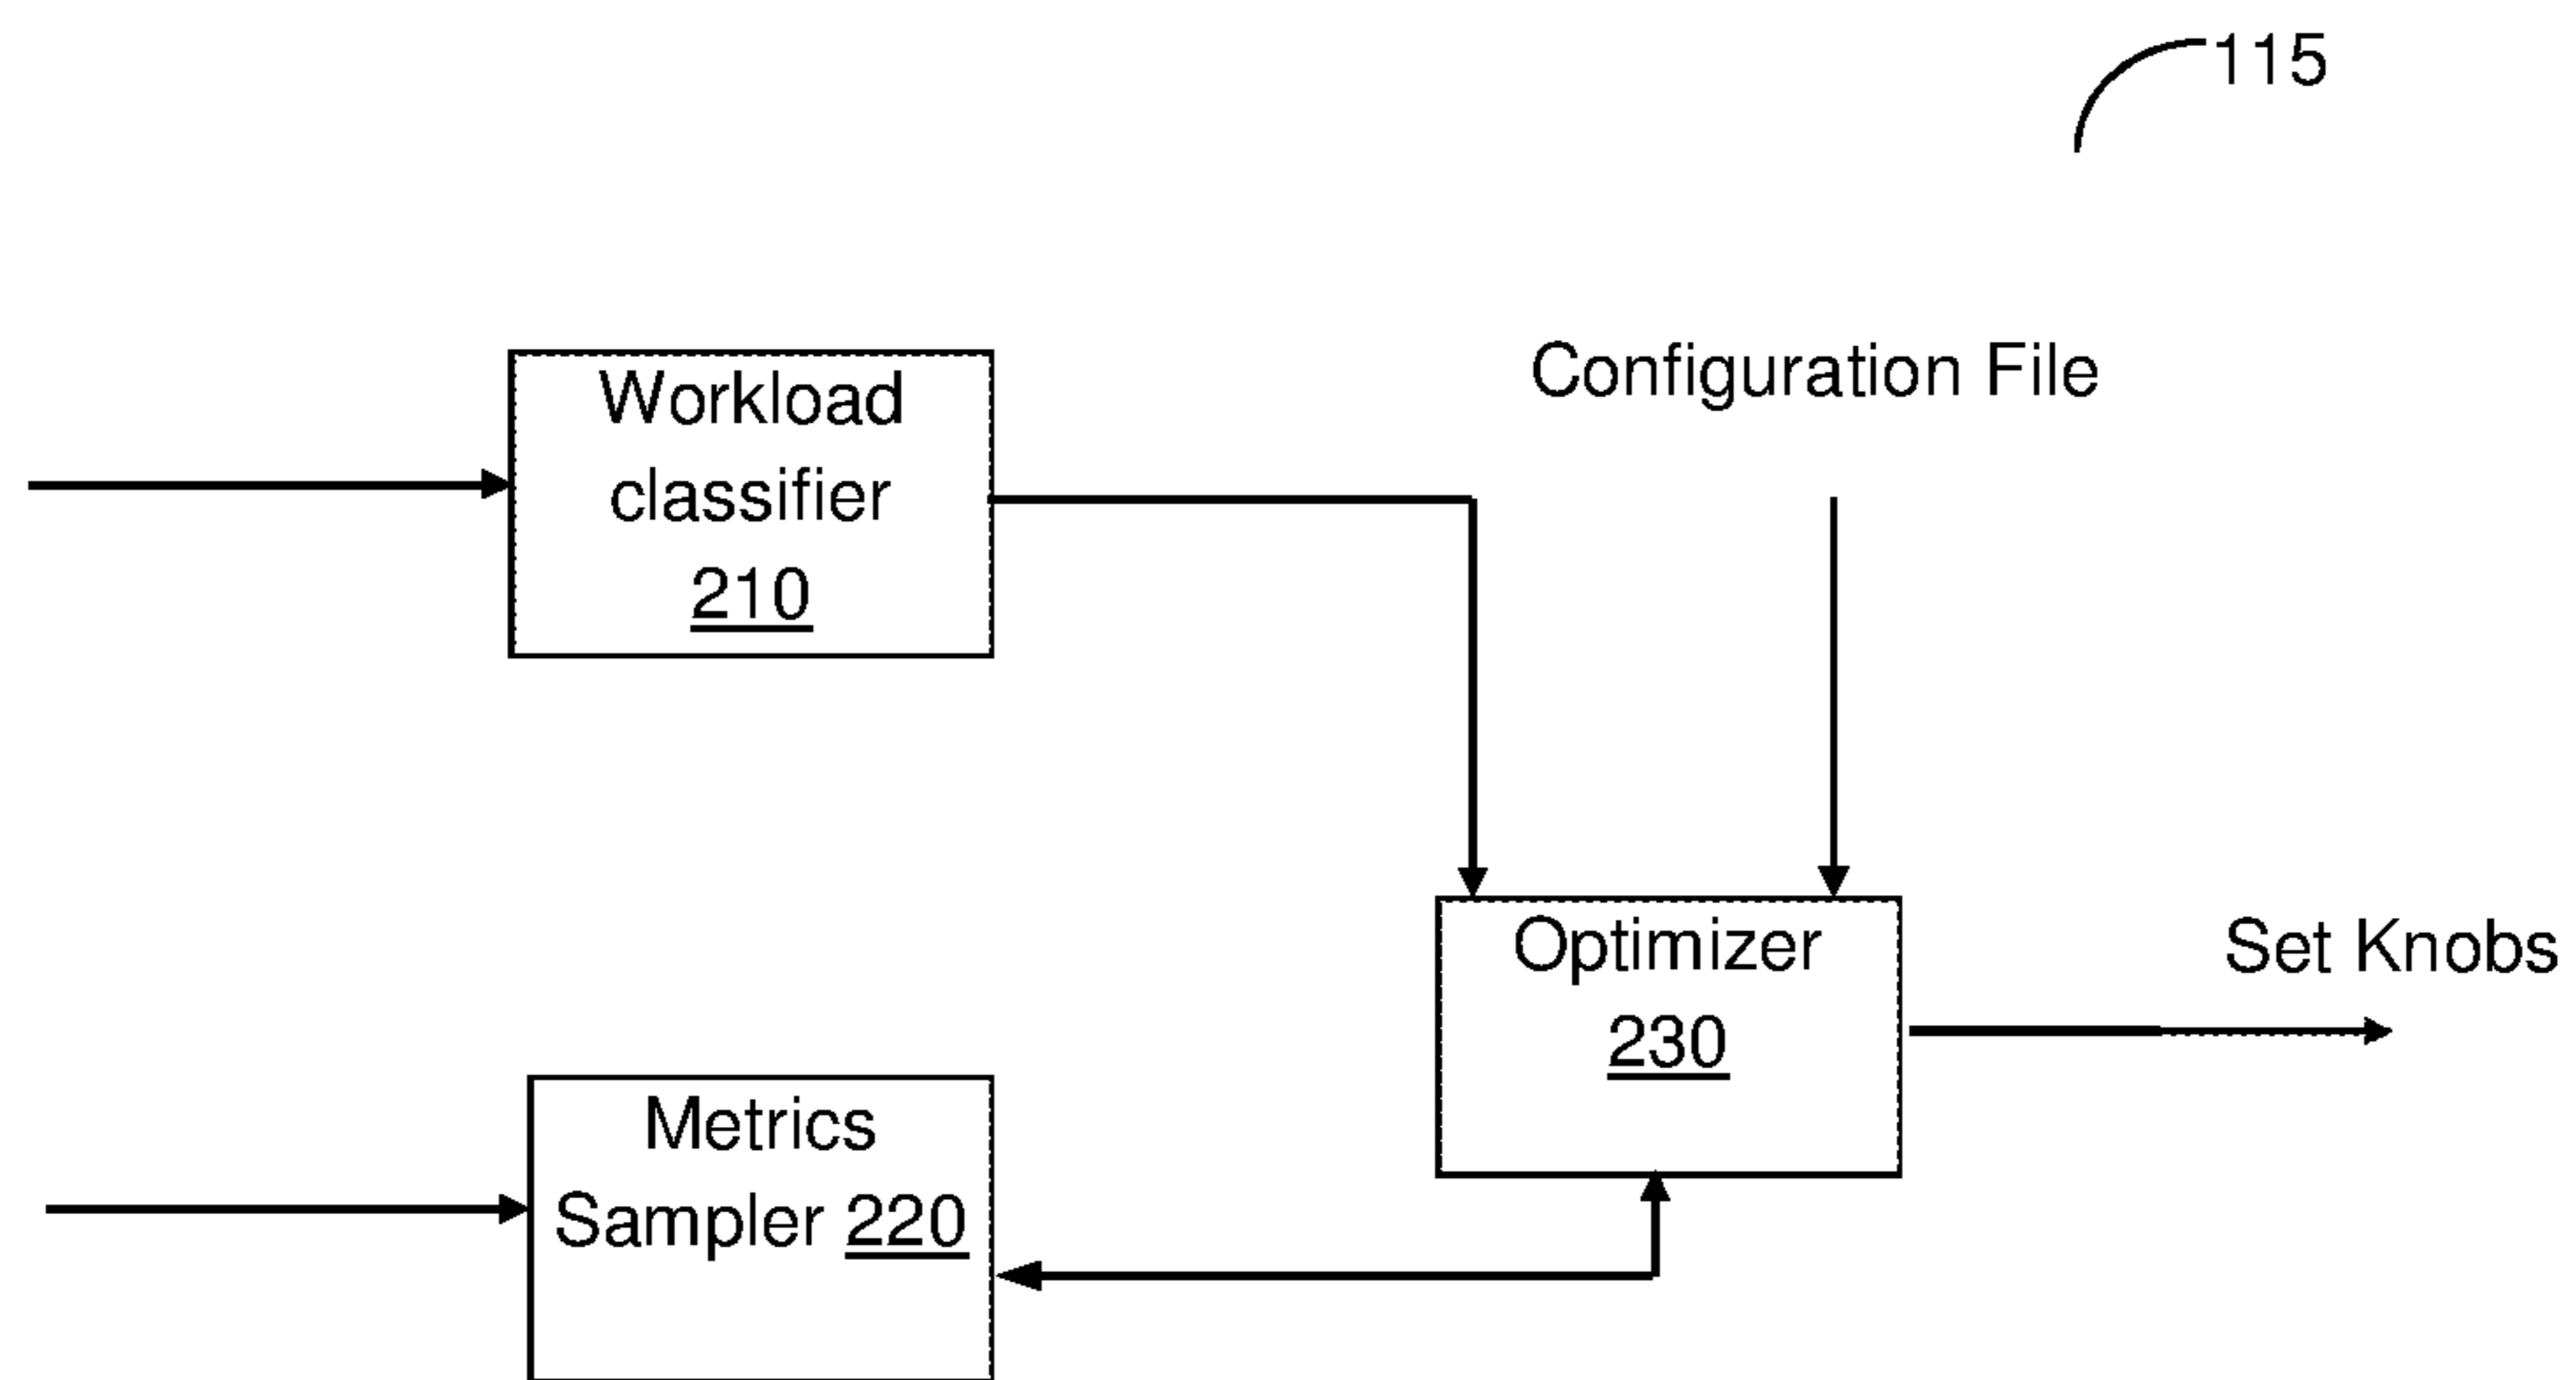 115
Workload
classifier
210
Configuration File
Optimizer
230
Set Knobs
Metrics
Sampler 220